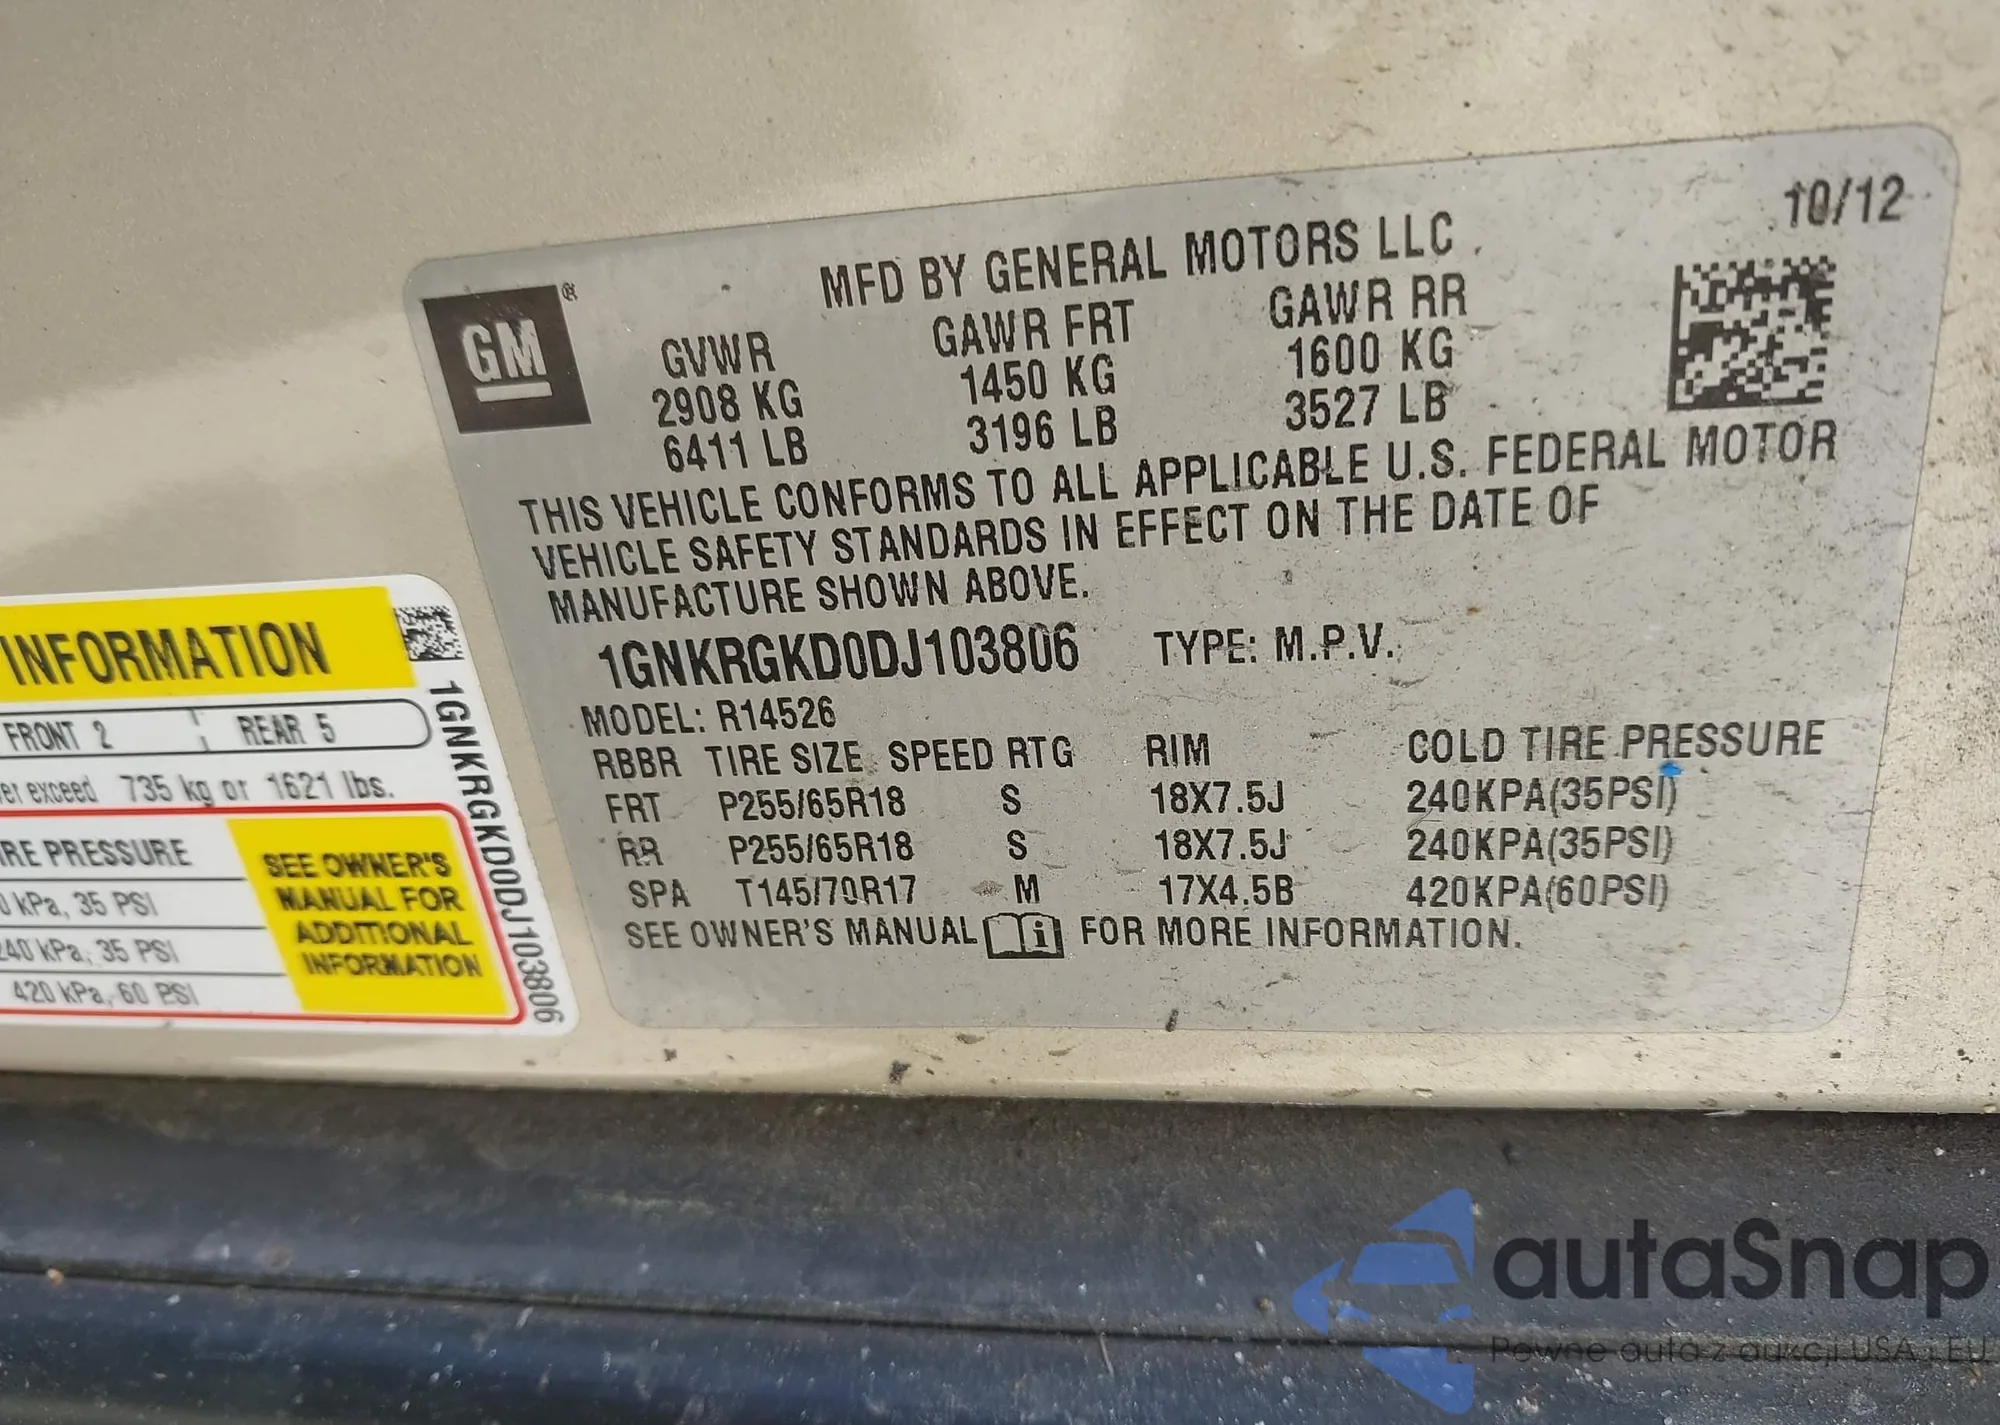 10/12
MFD BY GENERAL MOTORS LLC
GM ®
GVWR GAWR FRT GAWR RR
2908 KG 1450 KG 1600 KG
6411 LB 3196 LB 3527 LB
THIS VEHICLE CONFORMS TO ALL APPLICABLE U.S. FEDERAL MOTOR
VEHICLE SAFETY STANDARDS IN EFFECT ON THE DATE OF
MANUFACTURE SHOWN ABOVE.
1GNKRGKD0DJ103806 TYPE: M.P.V.
MODEL: R14526
RBBR TIRE SIZE SPEED RTG RIM COLD TIRE PRESSURE
FRT P255/65R18 S 18X7.5J 240KPA(35PSI)
RR P255/65R18 S 18X7.5J 240KPA(35PSI)
SPA T145/70R17 M 17X4.5B 420KPA(60PSI)
SEE OWNER'S MANUAL i FOR MORE INFORMATION.
INFORMATION
FRONT 2 REAR 5
exceed 735 kg or 1621 lbs.
PRESSURE
kPa, 35 PSI
240 kPa, 35 PSI
420 kPa, 60 PSI
SEE OWNER'S
MANUAL FOR
ADDITIONAL
INFORMATION
1GNKRGKD0DJ103806
autaSnap
Pewne auta z aukcji USA i EU